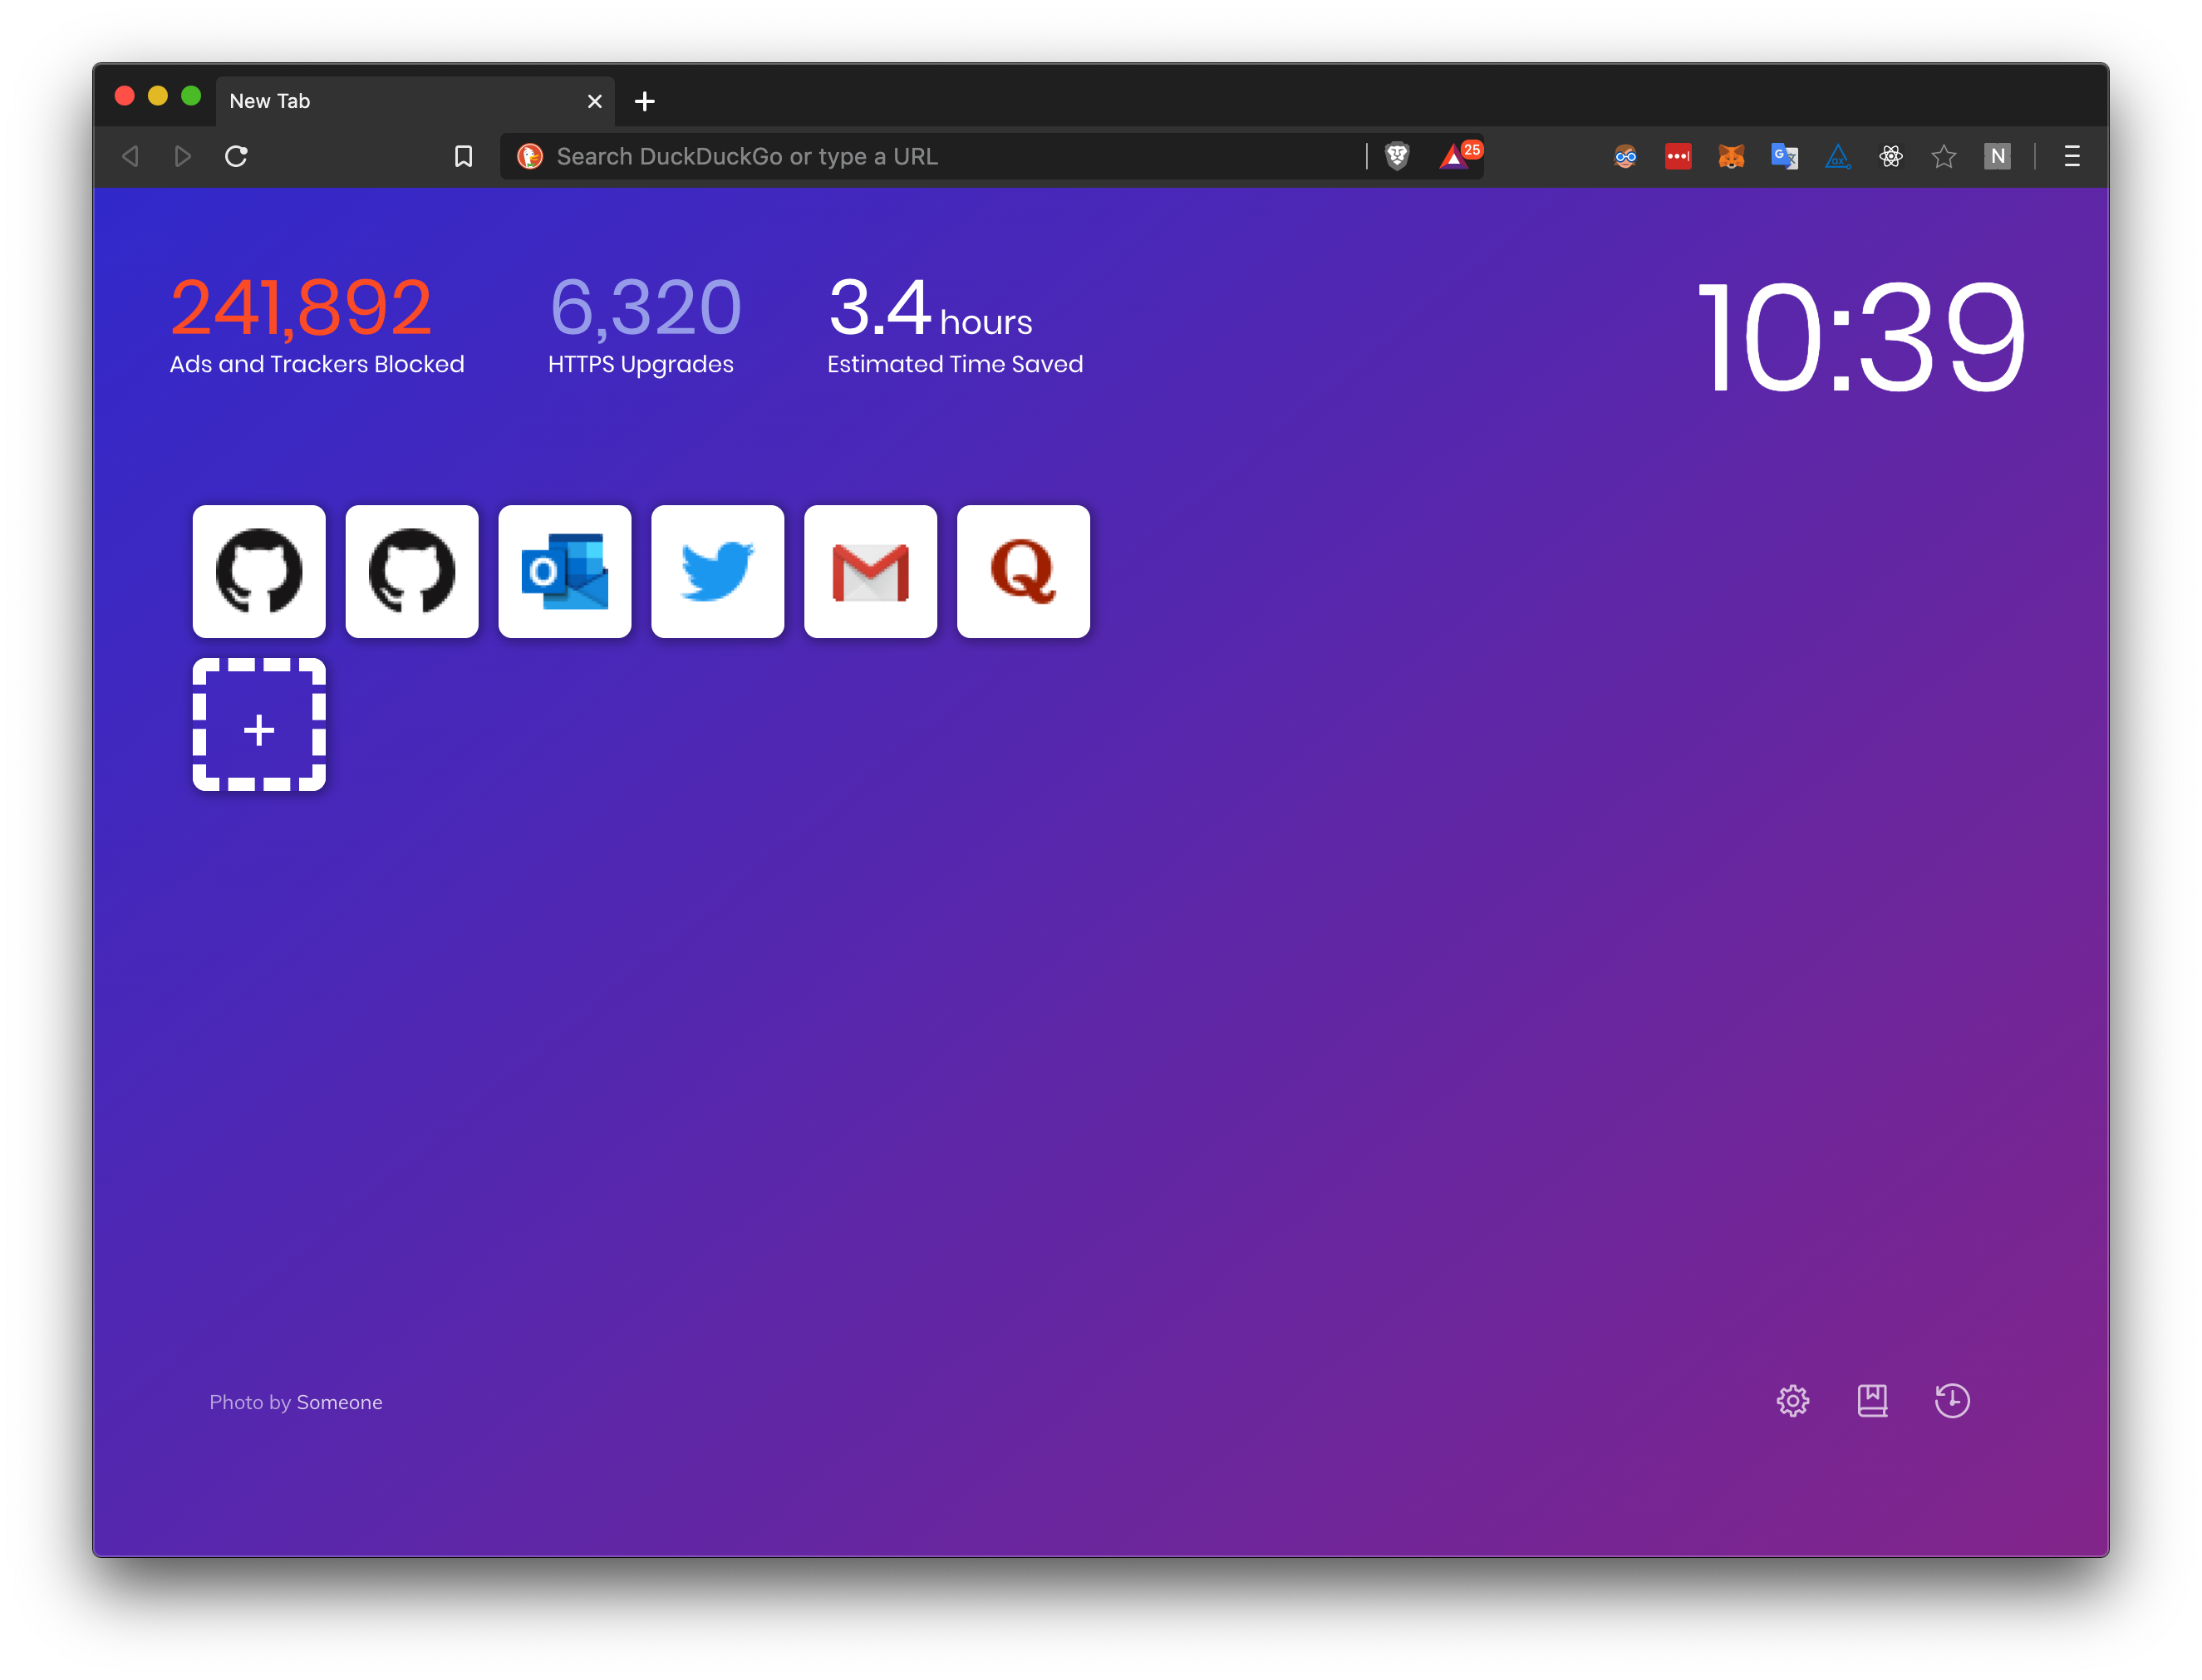 New Tab
Search DuckDuckGo or type a URL
25
N
241,892
Ads and Trackers Blocked
6,320
HTTPS Upgrades
3.4 hours
Estimated Time Saved
10:39
Photo by Someone